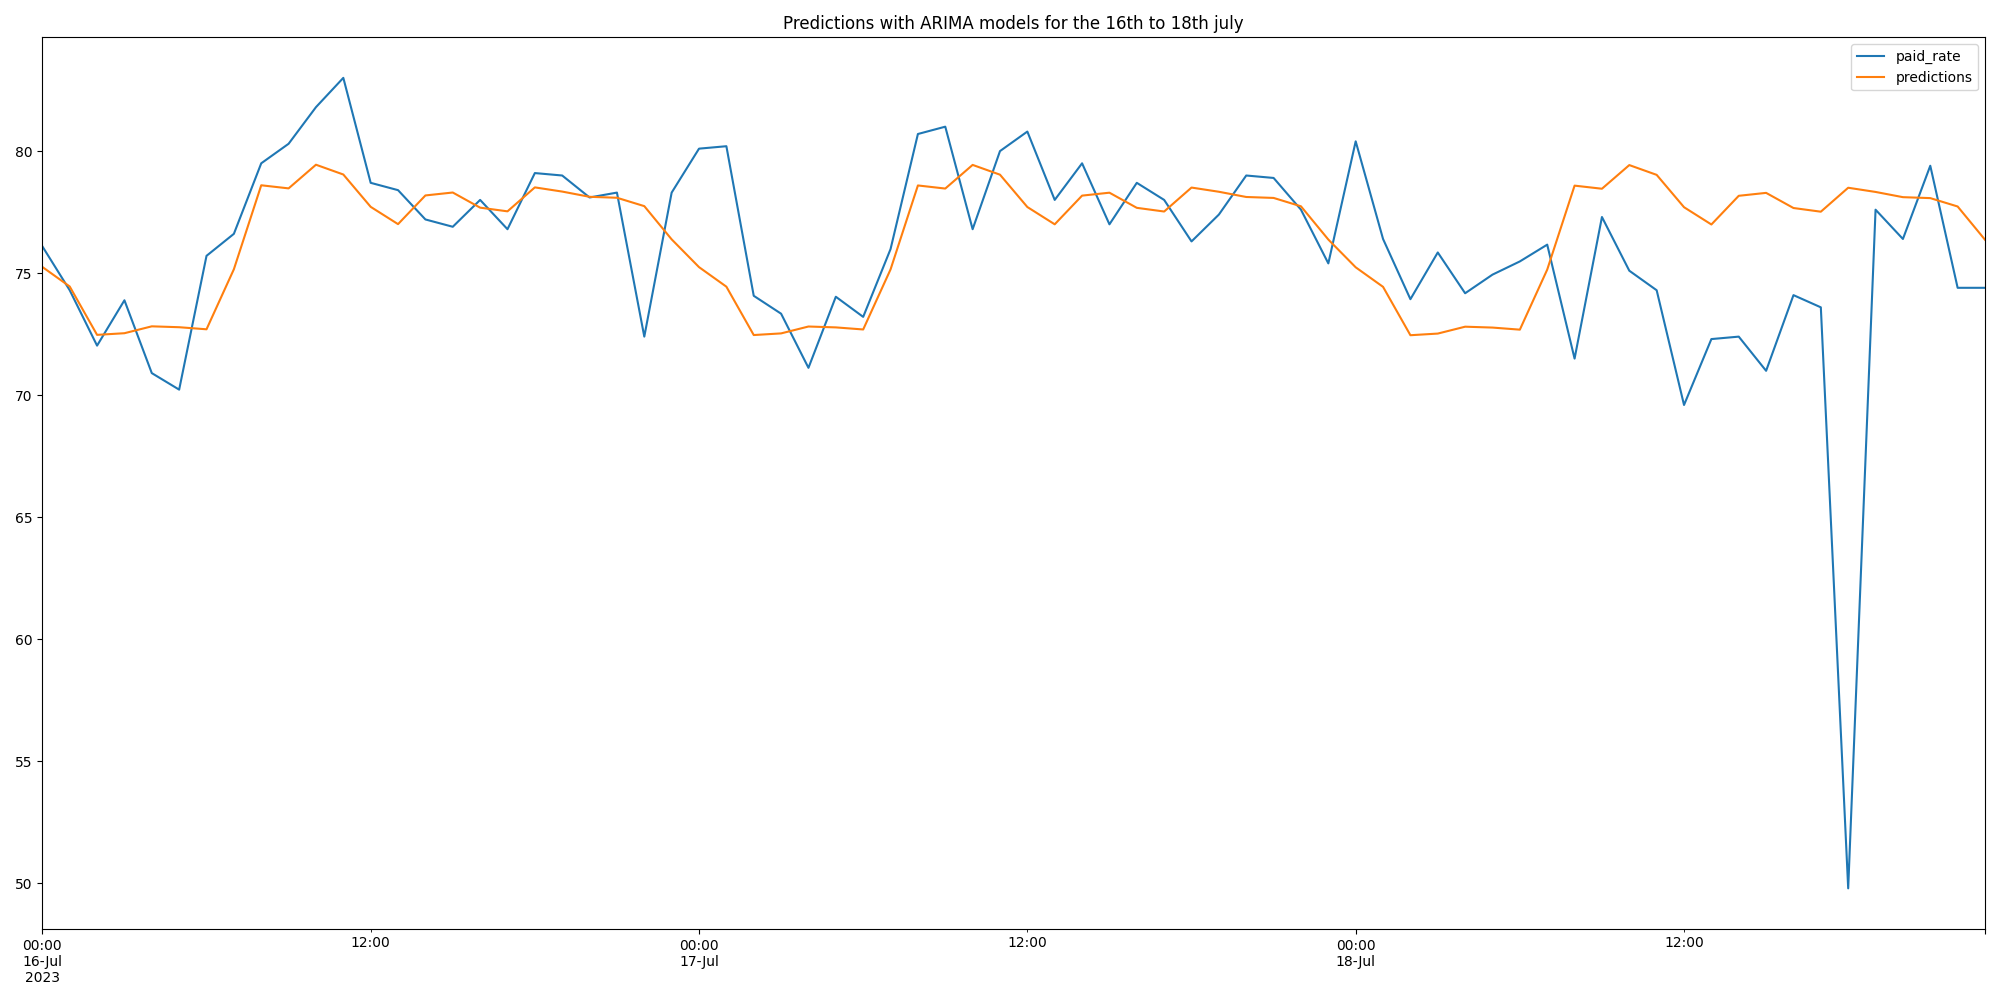 Predictions with ARIMA models for the 16th to 18th july
paid_rate
predictions
80
75
70
65
60
55
50
00:00
16-Jul
2023
12:00
00:00
17-Jul
12:00
00:00
18-Jul
12:00